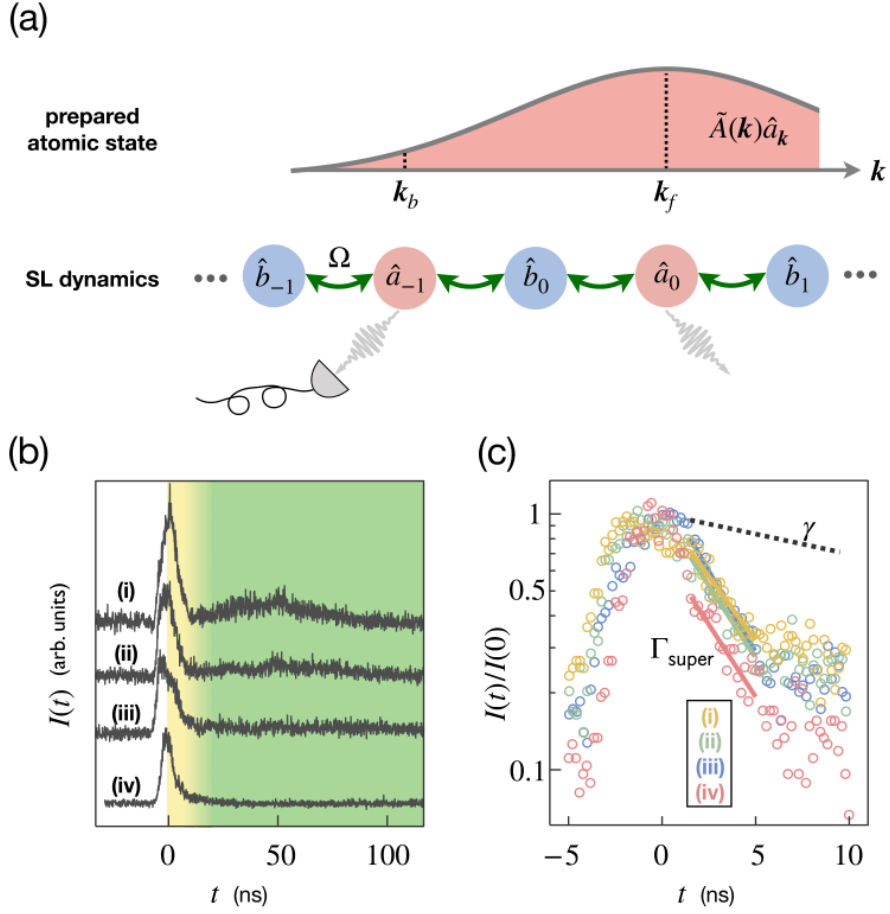 (a)
prepared
atomic state
Ã(k)â_k
k
k_b
k_f
SL dynamics
Ω
b̂_{-1}
â_{-1}
b̂_0
â_0
b̂_1
(b)
I(t) (arb. units)
(i)
(ii)
(iii)
(iv)
0
100
t (ns)
(c)
I(t)/I(0)
1
0.5
0.1
γ
Γ_super
(i)
(ii)
(iii)
(iv)
−5
0
5
10
t (ns)